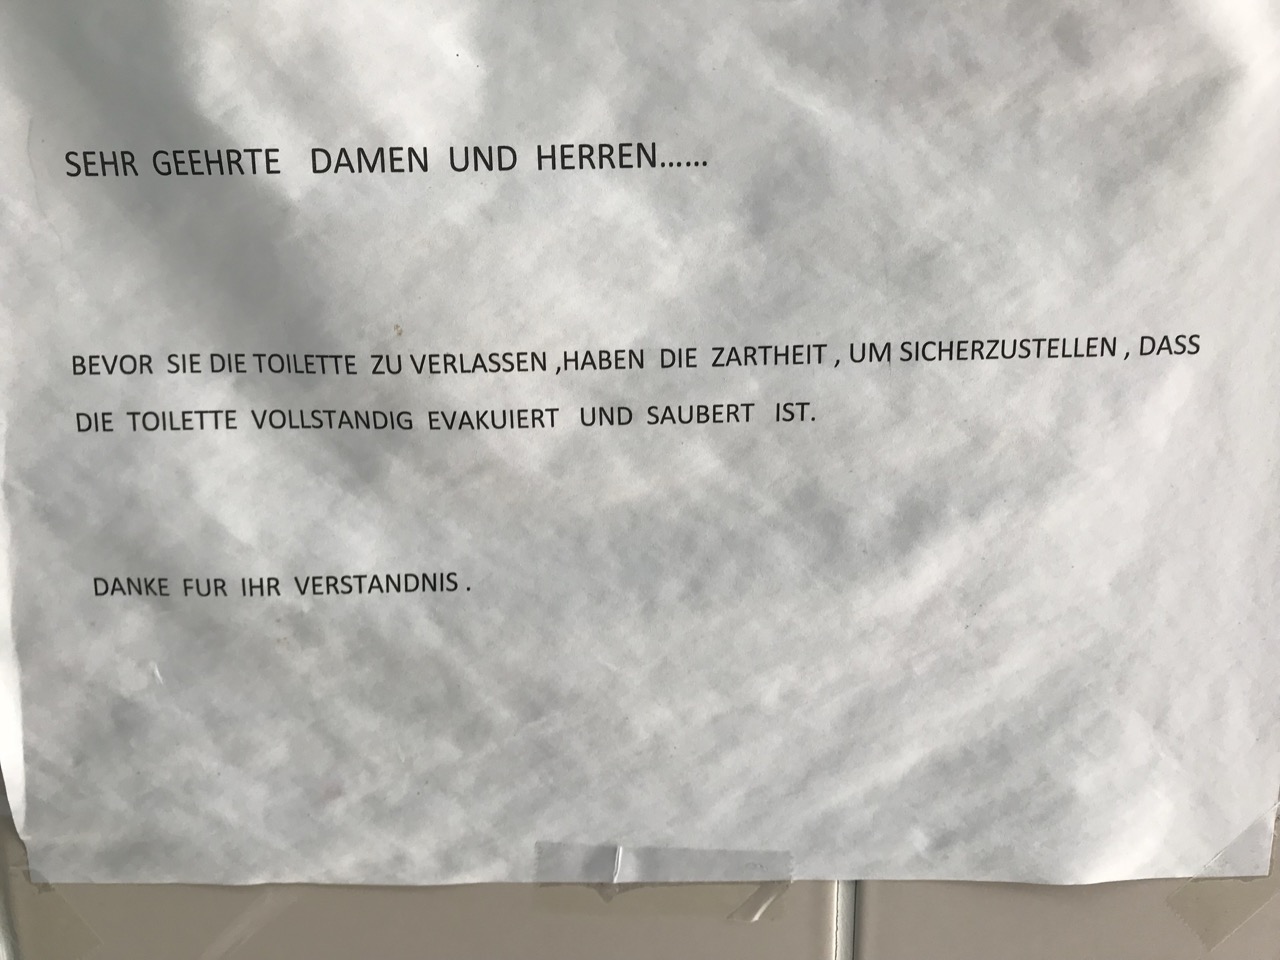 SEHR GEEHRTE DAMEN UND HERREN......
BEVOR SIE DIE TOILETTE ZU VERLASSEN ,HABEN DIE ZARTHEIT , UM SICHERZUSTELLEN , DASS
DIE TOILETTE VOLLSTANDIG EVAKUIERT UND SAUBERT IST.
DANKE FUR IHR VERSTANDNIS .